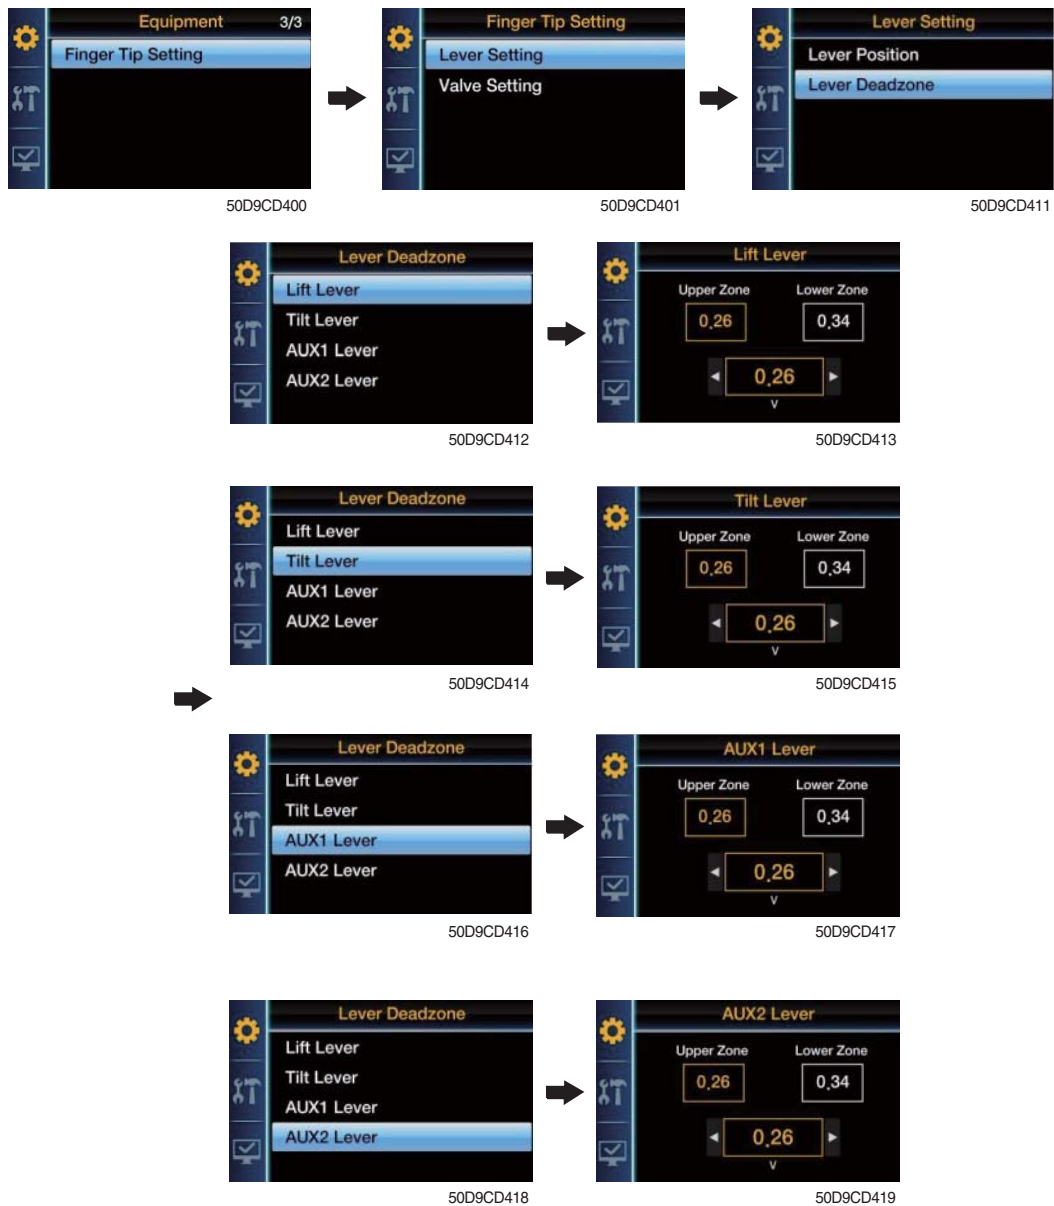 Equipment 3/3
Finger Tip Setting
50D9CD400
Finger Tip Setting
Lever Setting
Valve Setting
50D9CD401
Lever Setting
Lever Position
Lever Deadzone
50D9CD411
Lever Deadzone
Lift Lever
Tilt Lever
AUX1 Lever
AUX2 Lever
50D9CD412
Lift Lever
Upper Zone Lower Zone
0.26 0.34
0.26
50D9CD413
Lever Deadzone
Lift Lever
Tilt Lever
AUX1 Lever
AUX2 Lever
50D9CD414
Tilt Lever
Upper Zone Lower Zone
0.26 0.34
0.26
50D9CD415
Lever Deadzone
Lift Lever
Tilt Lever
AUX1 Lever
AUX2 Lever
50D9CD416
AUX1 Lever
Upper Zone Lower Zone
0.26 0.34
0.26
50D9CD417
Lever Deadzone
Lift Lever
Tilt Lever
AUX1 Lever
AUX2 Lever
50D9CD418
AUX2 Lever
Upper Zone Lower Zone
0.26 0.34
0.26
50D9CD419